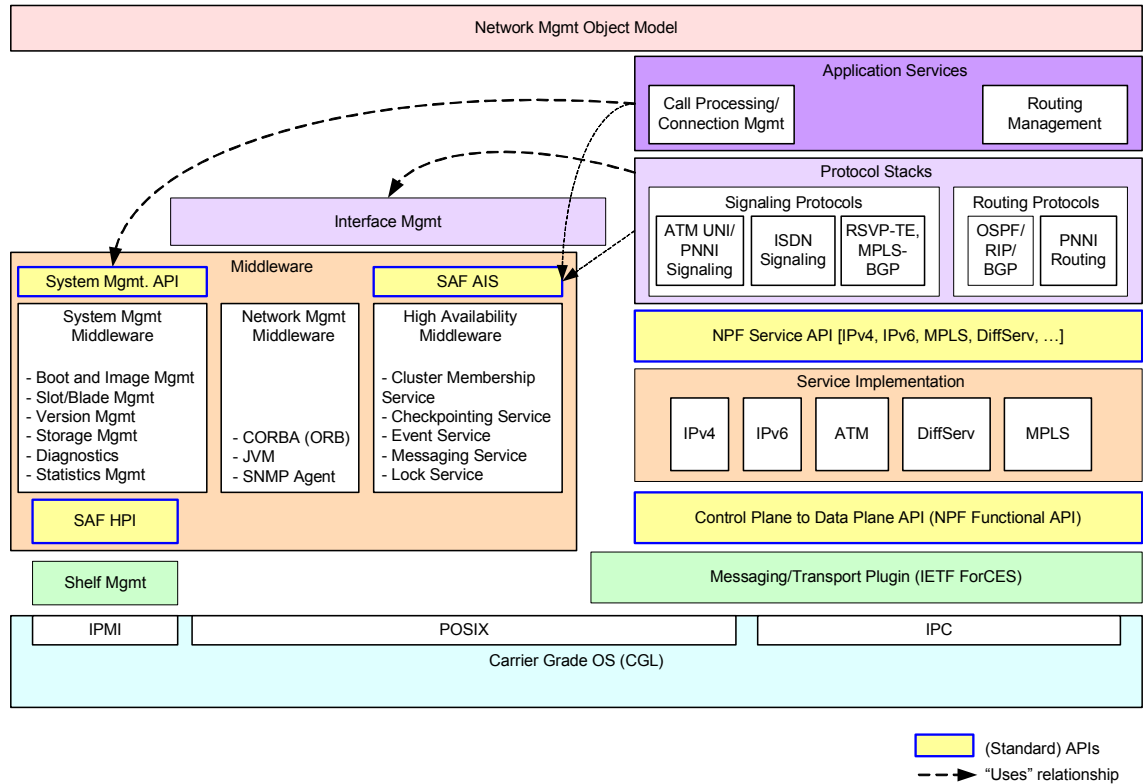 Network Mgmt Object Model
Application Services
Call Processing/
Connection Mgmt
Routing
Management
Protocol Stacks
Signaling Protocols
ATM UNI/
PNNI
Signaling
ISDN
Signaling
RSVP-TE,
MPLS-
BGP
Routing Protocols
OSPF/
RIP/
BGP
PNNI
Routing
Interface Mgmt
Middleware
System Mgmt. API
SAF AIS
System Mgmt
Middleware
- Boot and Image Mgmt
- Slot/Blade Mgmt
- Version Mgmt
- Storage Mgmt
- Diagnostics
- Statistics Mgmt
Network Mgmt
Middleware
- CORBA (ORB)
- JVM
- SNMP Agent
High Availability
Middleware
- Cluster Membership
Service
- Checkpointing Service
- Event Service
- Messaging Service
- Lock Service
SAF HPI
NPF Service API [IPv4, IPv6, MPLS, DiffServ, …]
Service Implementation
IPv4
IPv6
ATM
DiffServ
MPLS
Control Plane to Data Plane API (NPF Functional API)
Shelf Mgmt
Messaging/Transport Plugin (IETF ForCES)
IPMI
POSIX
IPC
Carrier Grade OS (CGL)
(Standard) APIs
“Uses” relationship